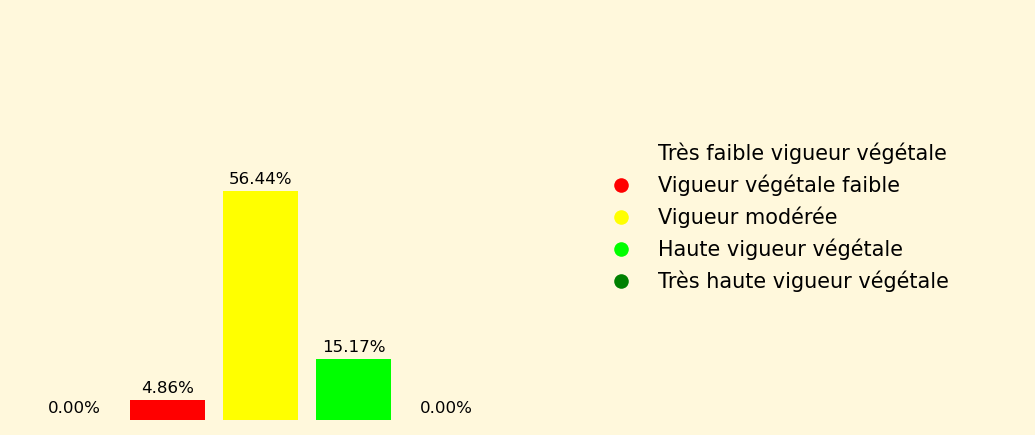 56.44%
15.17%
4.86%
0.00%
0.00%
Très faible vigueur végétale
Vigueur végétale faible
Vigueur modérée
Haute vigueur végétale
Très haute vigueur végétale